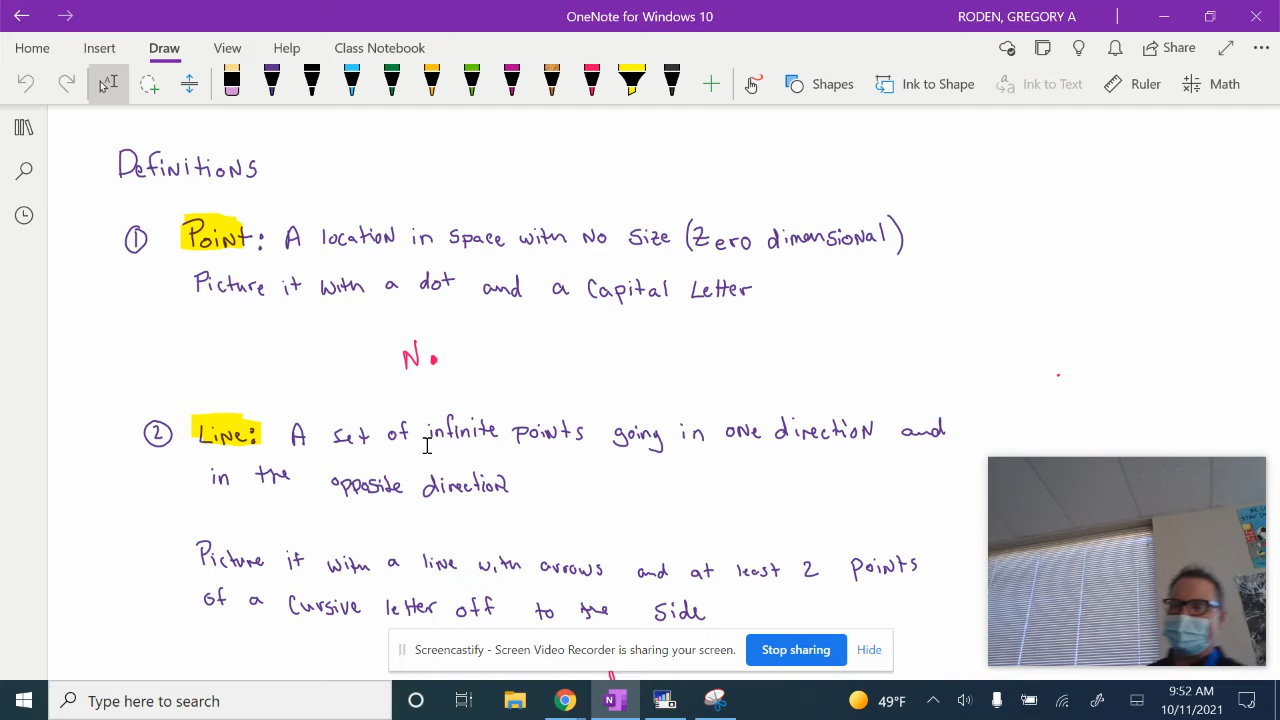 OneNote for Windows 10
RODEN, GREGORY A
Home Insert Draw View Help Class Notebook
Share
Shapes Ink to Shape Ink to Text Ruler Math
Definitions
① Point: A location in space with No Size (Zero dimensional)
Picture it with a dot and a Capital Letter
N
② Line: A set of infinite points going in one direction and
in the opposite direction
Picture it with a line with arrows and at least 2 points
of a Cursive letter off to the side
Screencastify - Screen Video Recorder is sharing your screen.
Stop sharing
Hide
Type here to search
49°F
9:52 AM
10/11/2021